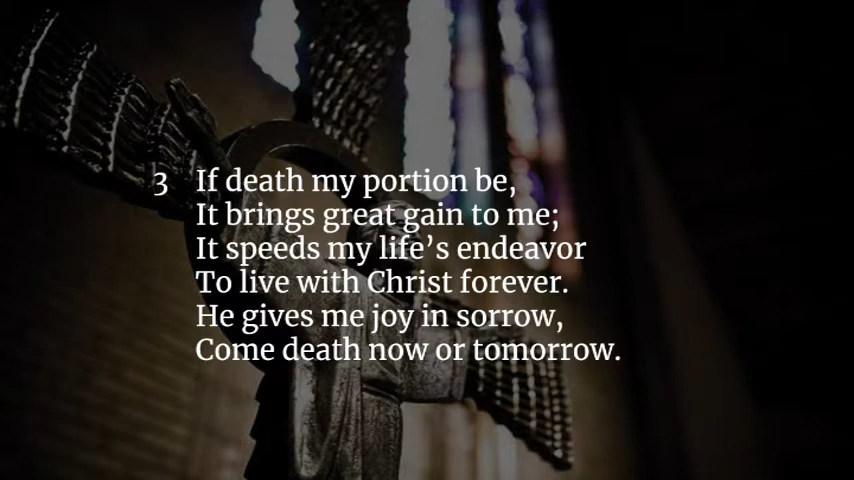 3 If death my portion be,
It brings great gain to me;
It speeds my life’s endeavor
To live with Christ forever.
He gives me joy in sorrow,
Come death now or tomorrow.